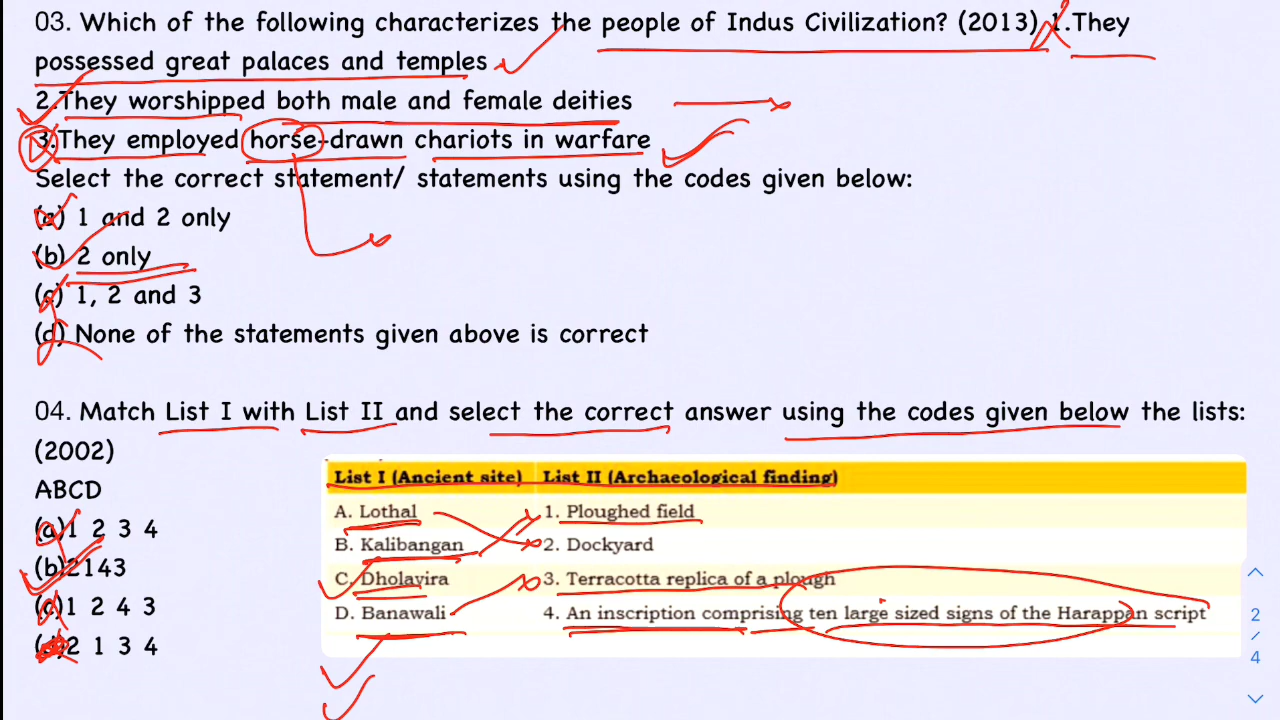 03. Which of the following characterizes the people of Indus Civilization? (2013) 1.They
possessed great palaces and temples
2.They worshipped both male and female deities
3.They employed horse-drawn chariots in warfare
Select the correct statement/ statements using the codes given below:
(a) 1 and 2 only
(b) 2 only
(c) 1, 2 and 3
(d) None of the statements given above is correct
04. Match List I with List II and select the correct answer using the codes given below the lists:
(2002)
ABCD
(a)1 2 3 4
(b)2143
(c)1 2 4 3
(d)2 1 3 4
List I (Ancient site) List II (Archaeological finding)
A. Lothal 1. Ploughed field
B. Kalibangan 2. Dockyard
C. Dholavira 3. Terracotta replica of a plough
D. Banawali 4. An inscription comprising ten large sized signs of the Harappan script
2
/
4